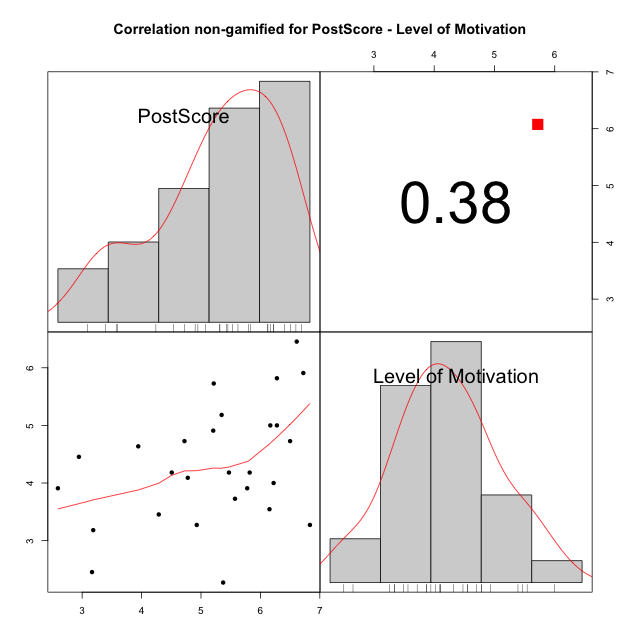 Correlation non-gamified for PostScore - Level of Motivation
3 4 5 6
PostScore
0.38
7
6
5
4
3
Level of Motivation
6
5
4
3
3 4 5 6 7